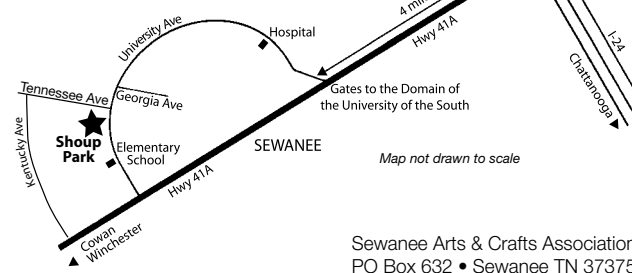 University Ave
Hospital
4 mil
Hwy 41A
I-24
Chattanooga
Tennessee Ave
Georgia Ave
Gates to the Domain of
the University of the South
Kentucky Ave
Shoup
Park
Elementary
School
SEWANEE
Map not drawn to scale
Hwy 41A
Cowan
Winchester
Sewanee Arts & Crafts Association
PO Box 632 • Sewanee TN 37375